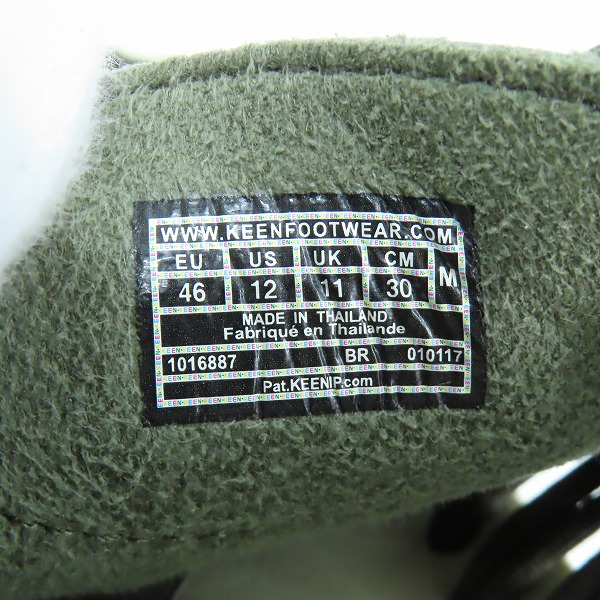 WWW.KEENFOOTWEAR.COM
EU US UK CM M
46 12 11 30
MADE IN THAILAND
Fabriqué en Thaïlande
1016887 BR 010117
Pat.KEENIP.com